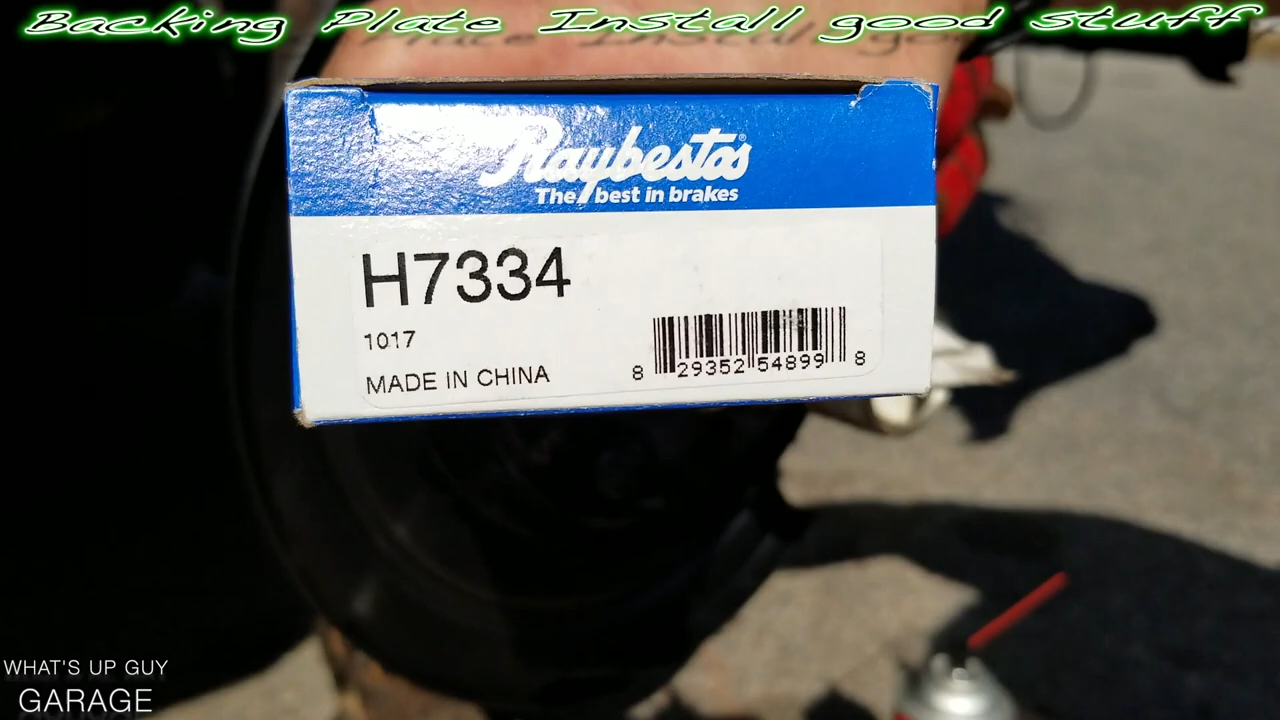 Backing Plate Install good stuff
Raybestos®
The best in brakes
H7334
1017
MADE IN CHINA
8 29352 54899 8
WHAT'S UP GUY
GARAGE